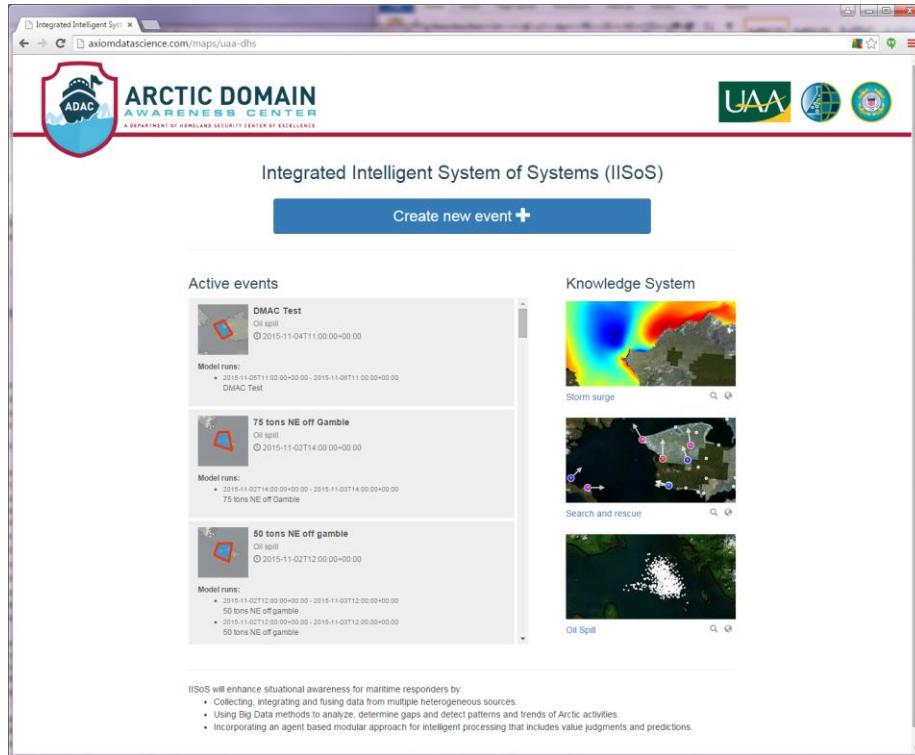 Integrated Intelligent Syst
axiomdatascience.com/maps/uaa-dhs
ADAC
ARCTIC DOMAIN
AWARENESS CENTER
A DEPARTMENT OF HOMELAND SECURITY CENTER OF EXCELLENCE
UAA
Integrated Intelligent System of Systems (IISoS)
Create new event
Active events
DMAC Test
Oil spill
2015-11-04T11:00:00+00:00
Model runs:
2015-11-05T11:00:00+00:00 - 2015-11-06T11:00:00+00:00
DMAC Test
75 tons NE off Gamble
Oil spill
2015-11-02T14:00:00+00:00
Model runs:
2015-11-02T14:00:00+00:00 - 2015-11-03T14:00:00+00:00
75 tons NE off Gamble
50 tons NE off gamble
Oil spill
2015-11-02T12:00:00+00:00
Model runs:
2015-11-02T12:00:00+00:00 - 2015-11-03T12:00:00+00:00
50 tons NE off gamble
2015-11-02T12:00:00+00:00 - 2015-11-03T12:00:00+00:00
50 tons NE off gamble
Knowledge System
Storm surge
Search and rescue
Oil Spill
IISoS will enhance situational awareness for maritime responders by:
Collecting, integrating and fusing data from multiple heterogeneous sources.
Using Big Data methods to analyze, determine gaps and detect patterns and trends of Arctic activities.
Incorporating an agent based modular approach for intelligent processing that includes value judgments and predictions.